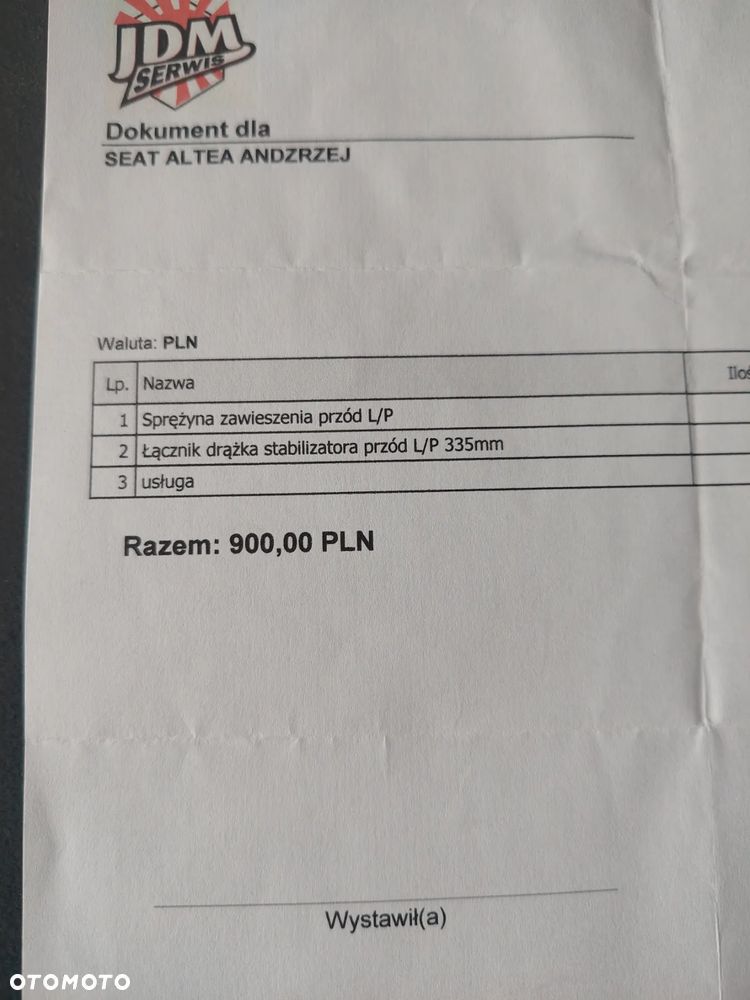 JDM
SERWIS
Dokument dla
SEAT ALTEA ANDZRZEJ
Waluta: PLN
Lp. Nazwa
1 Sprężyna zawieszenia przód L/P
2 Łącznik drążka stabilizatora przód L/P 335mm
3 usługa
Razem: 900,00 PLN
Wystawił(a)
OTOMOTO